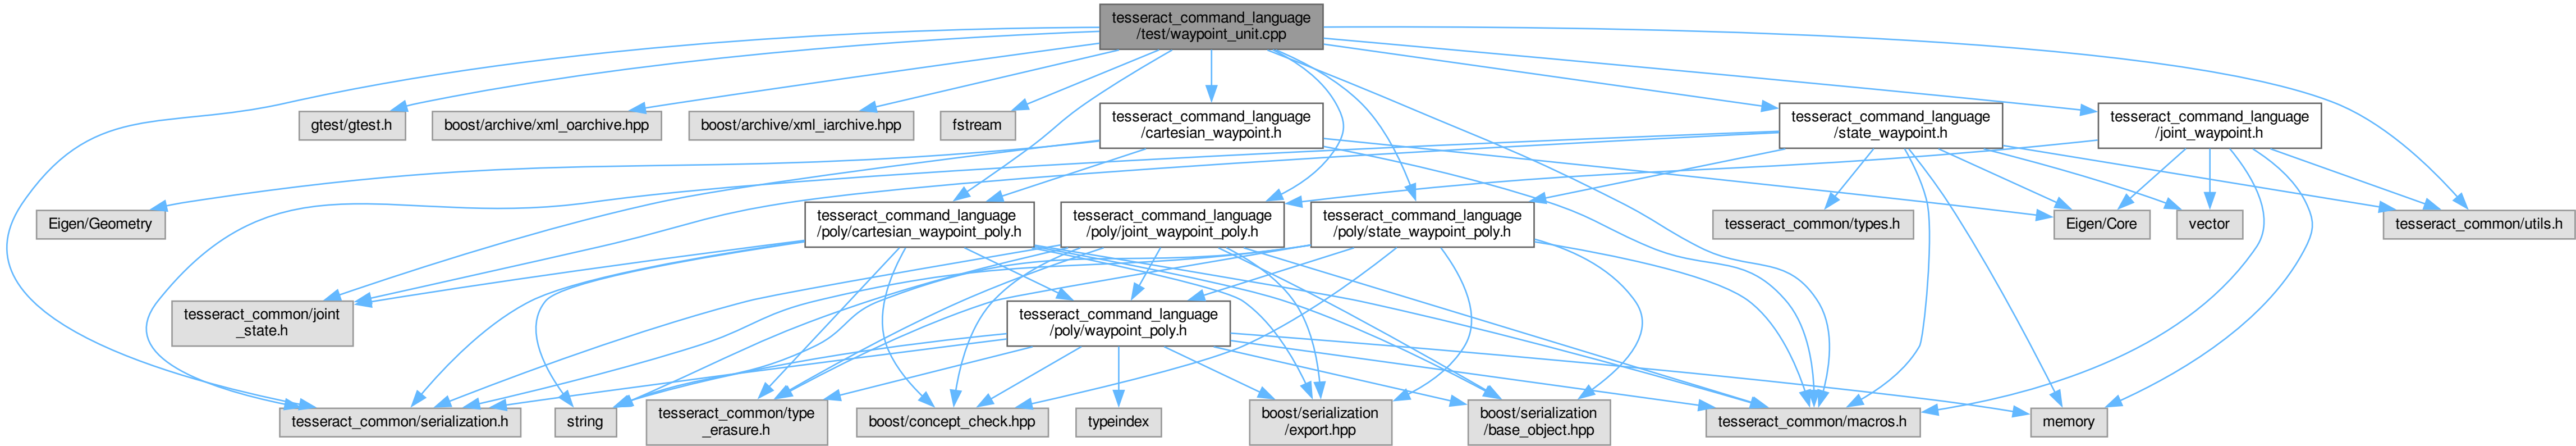 tesseract_command_language
/test/waypoint_unit.cpp
gtest/gtest.h
boost/archive/xml_oarchive.hpp
boost/archive/xml_iarchive.hpp
fstream
tesseract_command_language
/cartesian_waypoint.h
tesseract_command_language
/state_waypoint.h
tesseract_command_language
/joint_waypoint.h
Eigen/Geometry
tesseract_command_language
/poly/cartesian_waypoint_poly.h
tesseract_command_language
/poly/joint_waypoint_poly.h
tesseract_command_language
/poly/state_waypoint_poly.h
tesseract_common/types.h
Eigen/Core
vector
tesseract_common/utils.h
tesseract_common/joint
_state.h
tesseract_command_language
/poly/waypoint_poly.h
tesseract_common/serialization.h
string
tesseract_common/type
_erasure.h
boost/concept_check.hpp
typeindex
boost/serialization
/export.hpp
boost/serialization
/base_object.hpp
tesseract_common/macros.h
memory